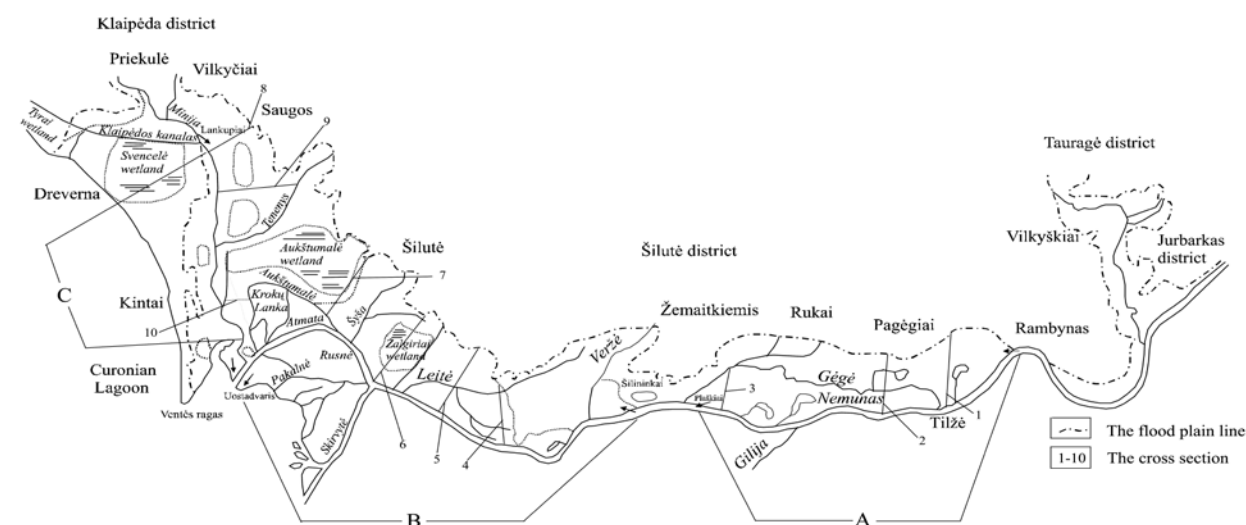 Klaipėda district
Priekulė
Vilkyčiai
8
Saugos
9
Tyrai
wetland
Klaipėdos kanalas
Minija
Lankupiai
Svencelė
wetland
Dreverna
Tenenys
Tauragė district
Vilkyškiai
Jurbarkas
district
Aukštumalė
wetland
Šilutė
Šilutė district
7
C
Aukštumalė
Kintai
Krokų
Lanka
Atmata
Šyša
10
Žemaitkiemis
Rukai
Pagėgiai
Rambynas
Rusnė
Žalgiriai
wetland
Veržė
Curonian
Lagoon
Pakalnė
Leitė
Šilininkai
Plaškiai
3
Gėgė
Nemunas
Uostadvaris
Ventės ragas
Tilžė
1
2
Skirvytė
6
5
4
Gilija
The flood plain line
1-10
The cross section
B
A